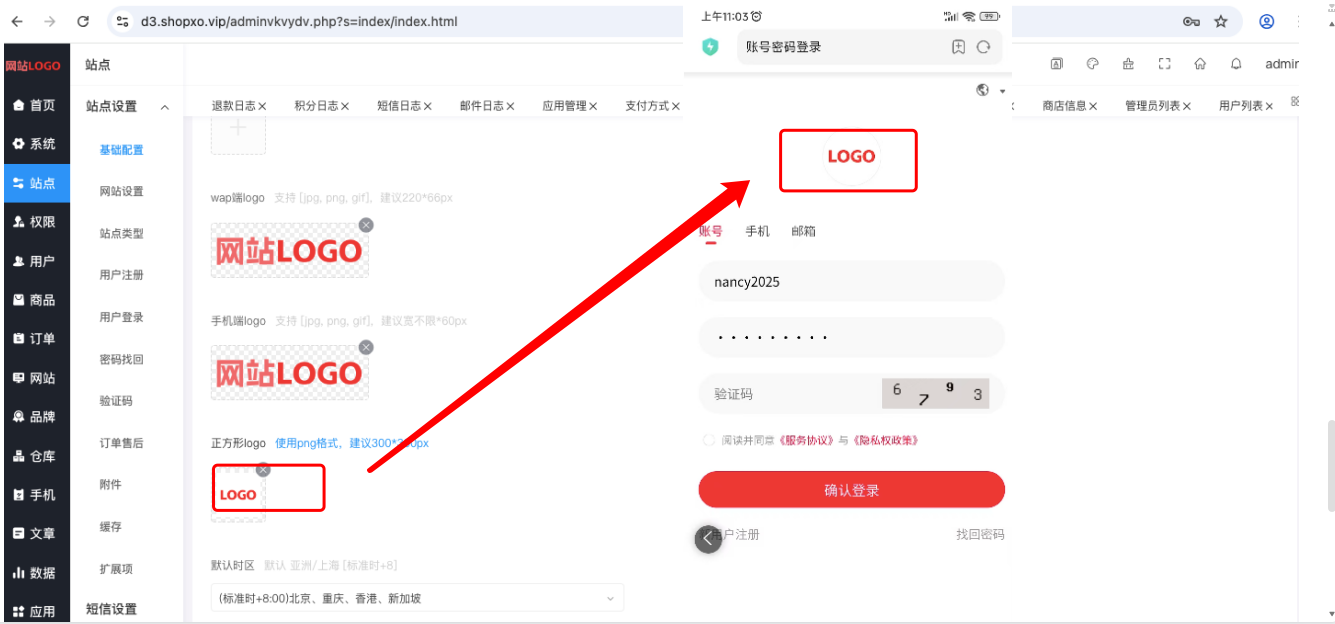 d3.shopxo.vip/adminvkvydv.php?s=index/index.html
网站LOGO
首页
系统
站点
权限
用户
商品
订单
网站
品牌
仓库
手机
文章
数据
应用
站点
站点设置
基础配置
网站设置
站点类型
用户注册
用户登录
密码找回
验证码
订单售后
附件
缓存
扩展项
短信设置
admin
退款日志 积分日志 短信日志 邮件日志 应用管理 支付方式 商店信息 管理员列表 用户列表
wap端logo 支持 [jpg, png, gif]，建议220*66px
网站LOGO
手机端logo 支持 [jpg, png, gif]，建议宽不限*60px
网站LOGO
正方形logo 使用png格式，建议300*300px
LOGO
默认时区 默认 亚洲/上海 [标准时+8]
(标准时+8:00)北京、重庆、香港、新加坡
上午11:03
99
账号密码登录
LOGO
账号 手机 邮箱
nancy2025
验证码
6793
阅读并同意《服务协议》与《隐私权政策》
确认登录
用户注册
找回密码